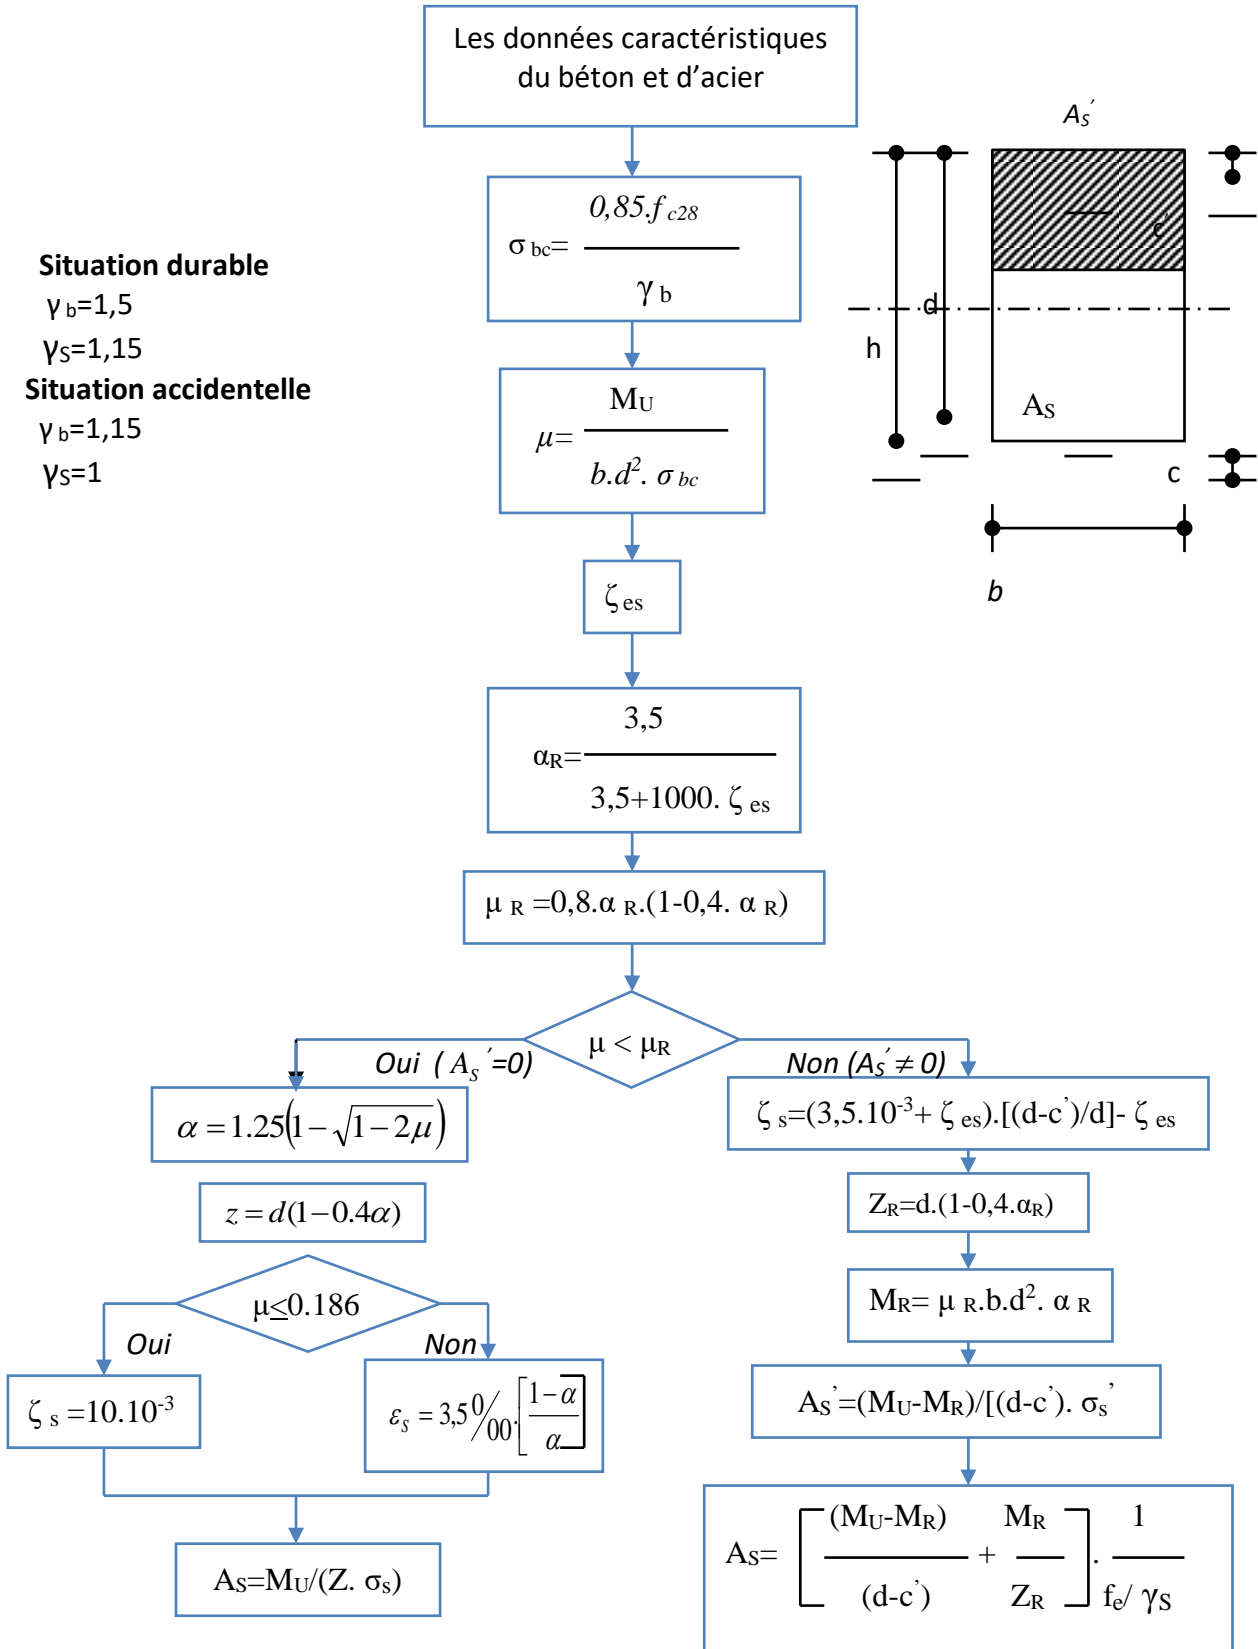 Les données caractéristiques
du béton et d’acier
σ bc= 0,85.f c28 / γ b
Situation durable
γ b=1,5
γS=1,15
Situation accidentelle
γ b=1,15
γS=1
AS’
c’
d
h
AS
c
b
μ= MU / b.d². σ bc
ζ es
αR= 3,5 / 3,5+1000. ζ es
μ R =0,8.α R.(1-0,4. α R)
μ < μR
Oui ( AS’=0)
Non (AS’ ≠ 0)
α = 1.25(1−√1−2μ)
z = d(1−0.4α)
μ≤0.186
Oui
Non
ζ s =10.10-3
εS = 3,5 0/00.[1−α / α]
AS=MU/(Z. σs)
ζ s=(3,5.10-3+ ζ es).[(d-c’)/d]- ζ es
ZR=d.(1-0,4.αR)
MR= μ R.b.d². α R
AS’=(MU-MR)/[(d-c’). σs’
AS= [(MU-MR) / (d-c’) + MR / ZR] . 1 / fe/ γS